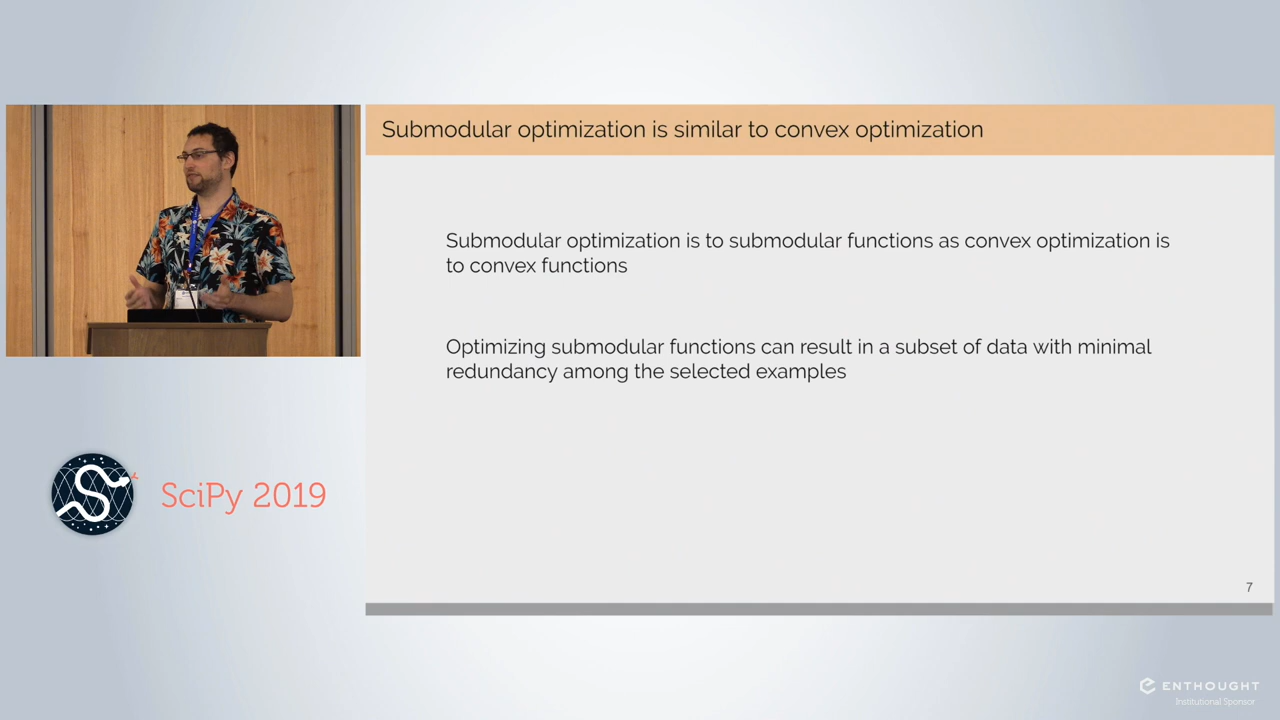 Submodular optimization is similar to convex optimization
Submodular optimization is to submodular functions as convex optimization is
to convex functions
Optimizing submodular functions can result in a subset of data with minimal
redundancy among the selected examples
SciPy 2019
7
ENTHOUGHT
Institutional Sponsor